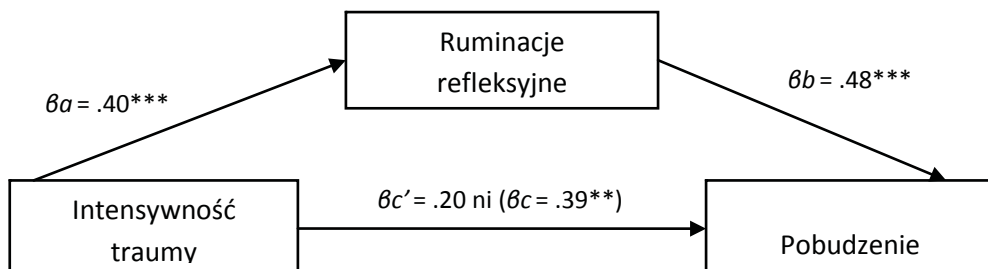 Ruminacje
refleksyjne
βa = .40***
βb = .48***
βc’ = .20 ni (βc = .39**)
Intensywność
traumy
Pobudzenie